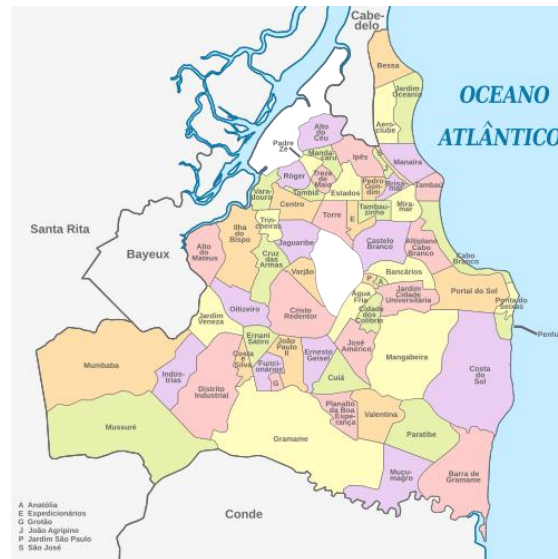 Cabe-
delo
Bessa
Jardim
Oceania
OCEANO
ATLÂNTICO
Aero-
clube
Alto
do
Céu
Padre
Zé
Manda-
caru
Ipês
S
J
Manaíra
Róger
Treze
de
Maio
Pedro
Gon-
dim
Brisa-
mar
Tambaú
Tambiá
Estados
Vara-
douro
Centro
Torre
E
Tambau-
zinho
Mira-
mar
Santa Rita
Ilha
do
Bispo
Trin-
cheiras
Bayeux
Alto
do
Mateus
Jaguaribe
Cruz
das
Armas
Castelo
Branco
Altiplano
Cabo
Branco
Cabo
Branco
Varjão
P
A
Bancários
Portal do Sol
Água
Fria
Jardim
Cidade
Universitária
Ponta do
Seixas
Oitizeiro
Cristo
Redentor
Cidade
dos
Colibris
Jardim
Veneza
Penha
Ernani
Sátiro
João
Paulo
II
Ernesto
Geisel
José
Américo
Mangabeira
Mumbaba
Costa
e
Silva
Indús-
trias
Funci-
onários
G
Cuiá
Costa
do
Sol
Distrito
Industrial
Planalto
da Boa
Espe-
rança
Valentina
Mussuré
Gramame
Paratibe
Muçu-
magro
Barra de
Gramame
Conde
A Anatólia
E Expedicionários
G Grotão
J João Agripino
P Jardim São Paulo
S São José